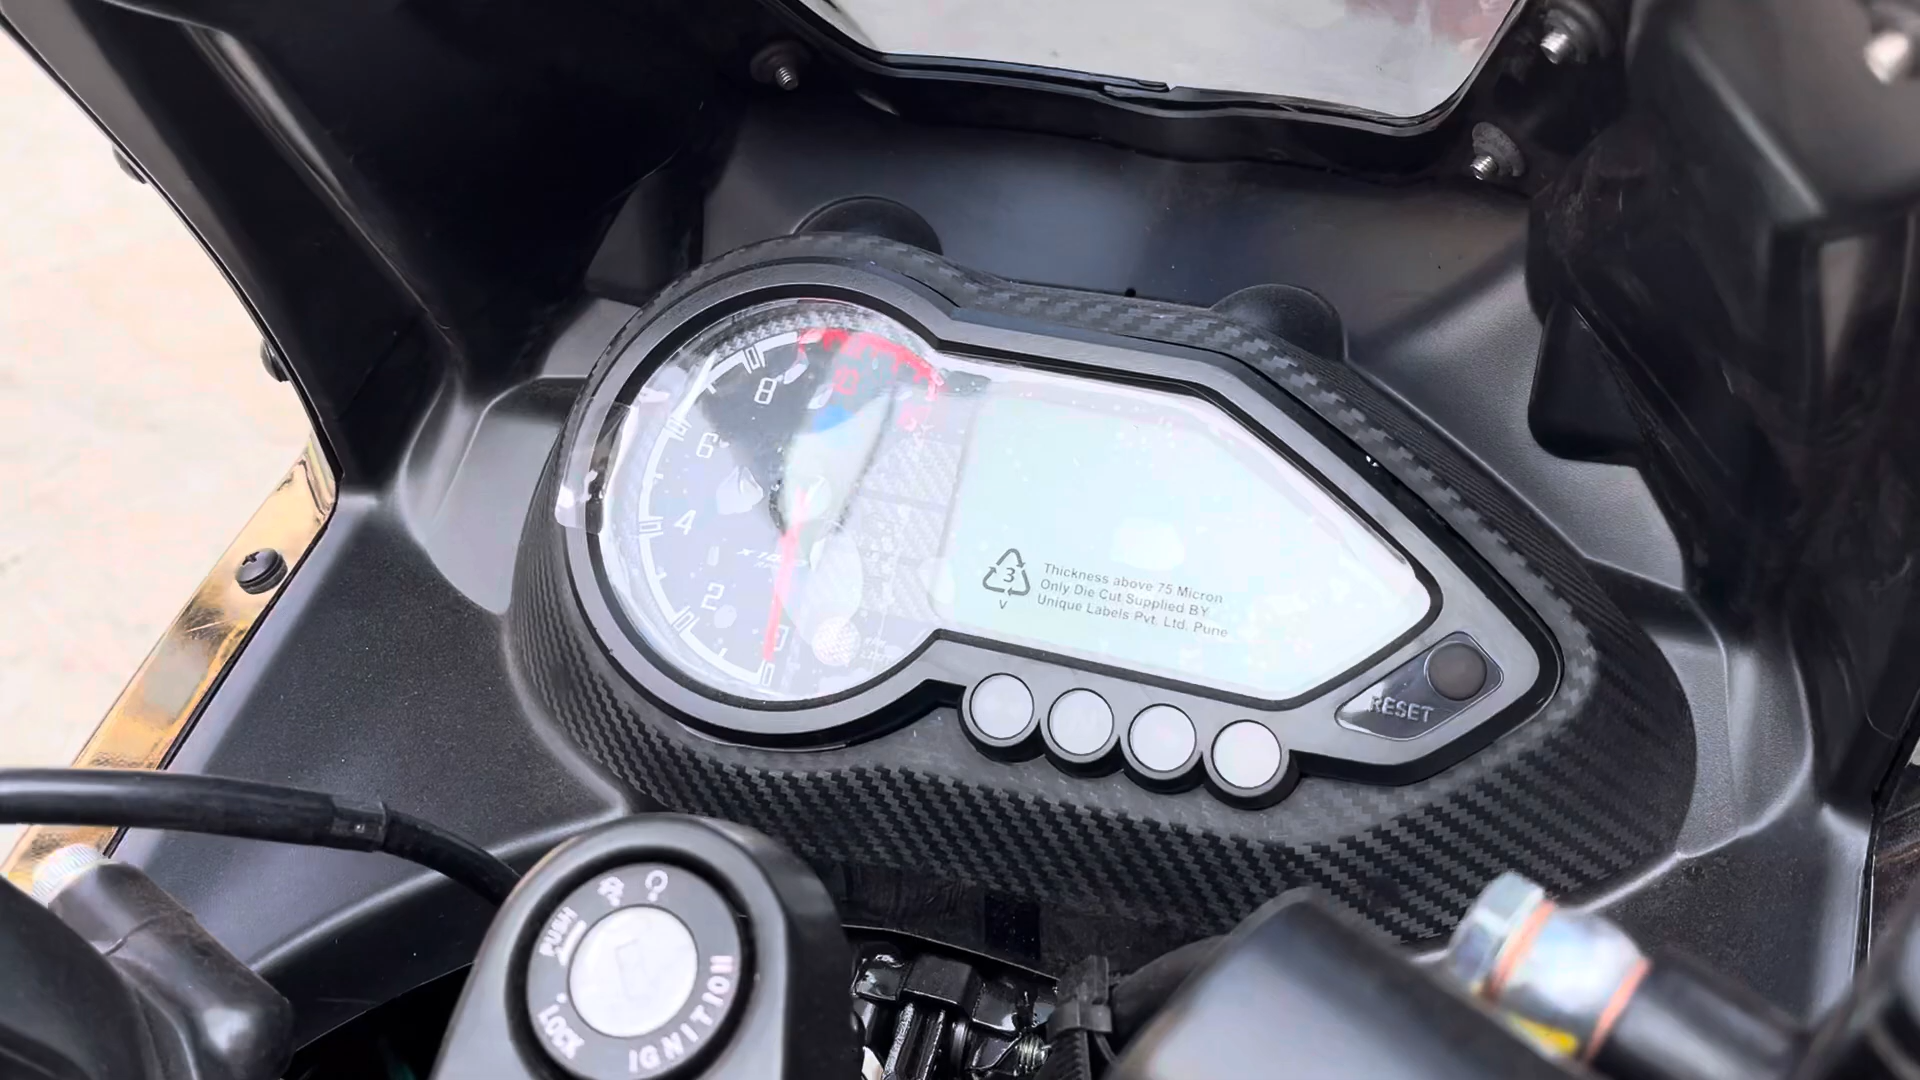 8
6
4
2
0
3
V
Thickness above 75 Micron
Only Die Cut Supplied BY
Unique Labels Pvt. Ltd. Pune
RESET
PUSH
LOCK
IGNITION